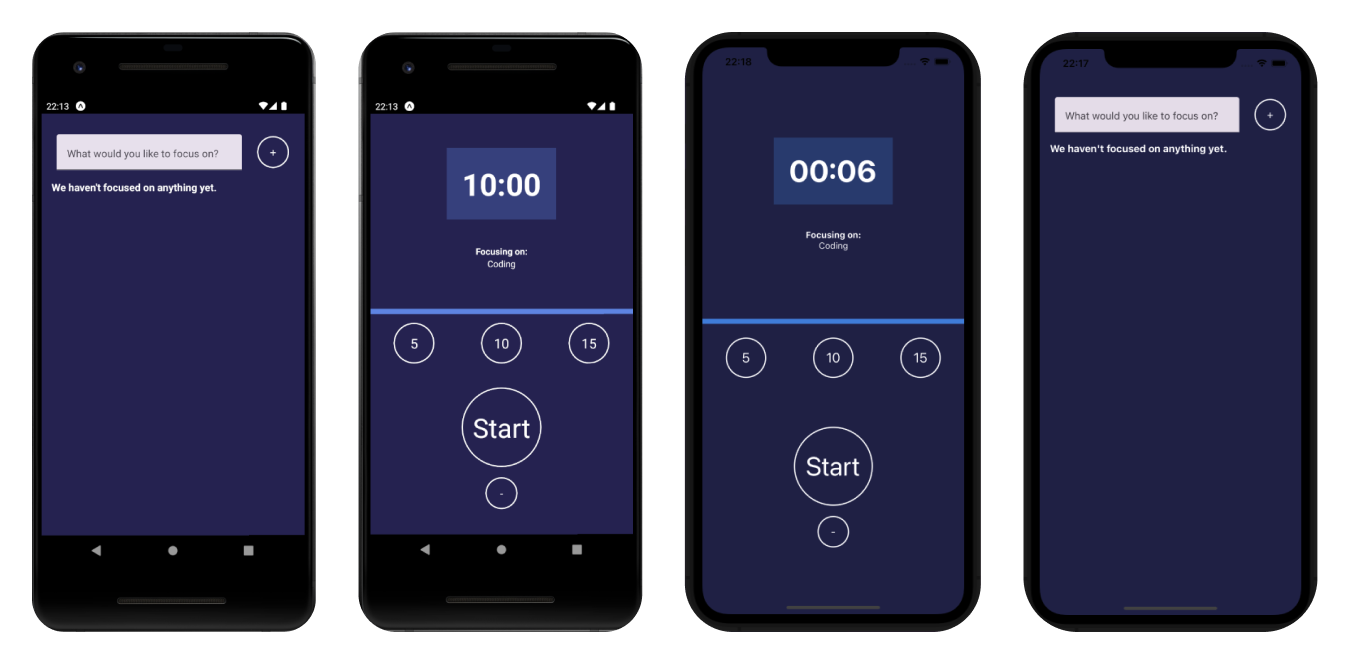 22:13
What would you like to focus on?
+
We haven't focused on anything yet.
22:13
10:00
Focusing on:
Coding
5 10 15
Start
-
22:18
00:06
Focusing on:
Coding
5 10 15
Start
-
22:17
What would you like to focus on?
+
We haven't focused on anything yet.